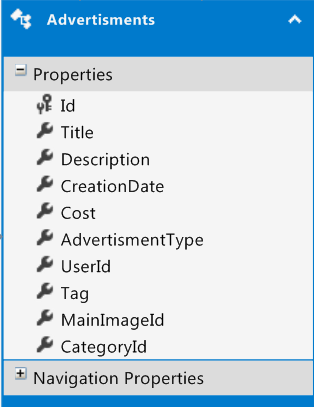 Advertisments
Properties
Id
Title
Description
CreationDate
Cost
AdvertismentType
UserId
Tag
MainImageId
CategoryId
Navigation Properties